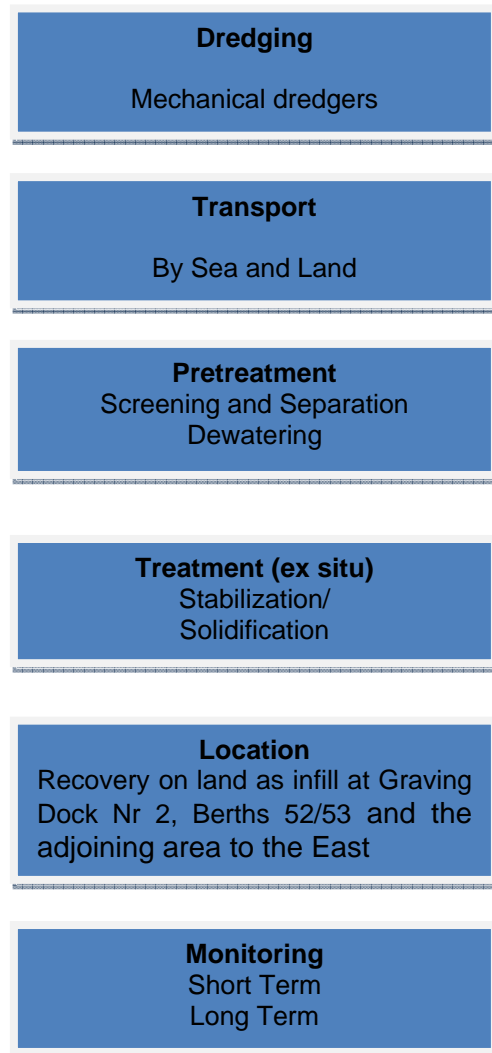 Dredging
Mechanical dredgers
Transport
By Sea and Land
Pretreatment
Screening and Separation
Dewatering
Treatment (ex situ)
Stabilization/
Solidification
Location
Recovery on land as infill at Graving
Dock Nr 2, Berths 52/53 and the
adjoining area to the East
Monitoring
Short Term
Long Term